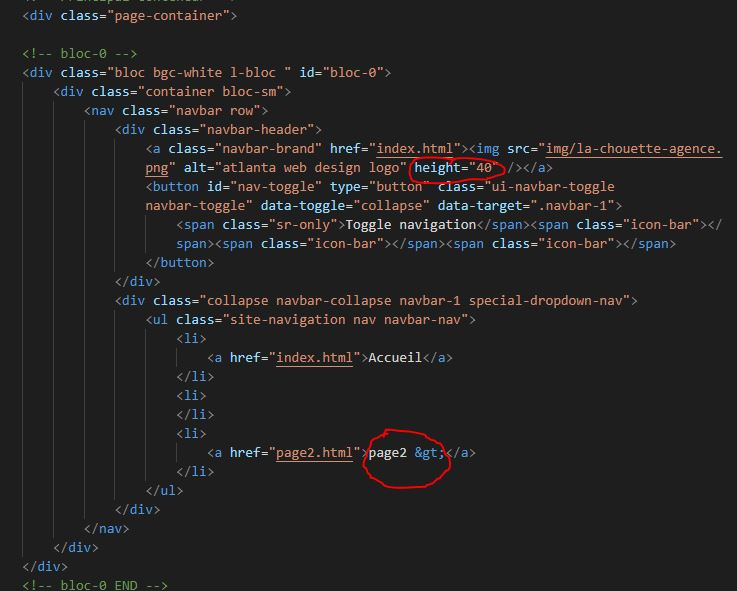 <div class="page-container">
<!-- bloc-0 -->
<div class="bloc bgc-white l-bloc " id="bloc-0">
<div class="container bloc-sm">
<nav class="navbar row">
<div class="navbar-header">
<a class="navbar-brand" href="index.html"><img src="img/la-chouette-agence.
png" alt="atlanta web design logo" height="40" /></a>
<button id="nav-toggle" type="button" class="ui-navbar-toggle
navbar-toggle" data-toggle="collapse" data-target=".navbar-1">
<span class="sr-only">Toggle navigation</span><span class="icon-bar"></
span><span class="icon-bar"></span><span class="icon-bar"></span>
</button>
</div>
<div class="collapse navbar-collapse navbar-1 special-dropdown-nav">
<ul class="site-navigation nav navbar-nav">
<li>
<a href="index.html">Accueil</a>
</li>
<li>
</li>
<li>
<a href="page2.html">page2 &gt;</a>
</li>
</ul>
</div>
</nav>
</div>
</div>
<!-- bloc-0 END -->